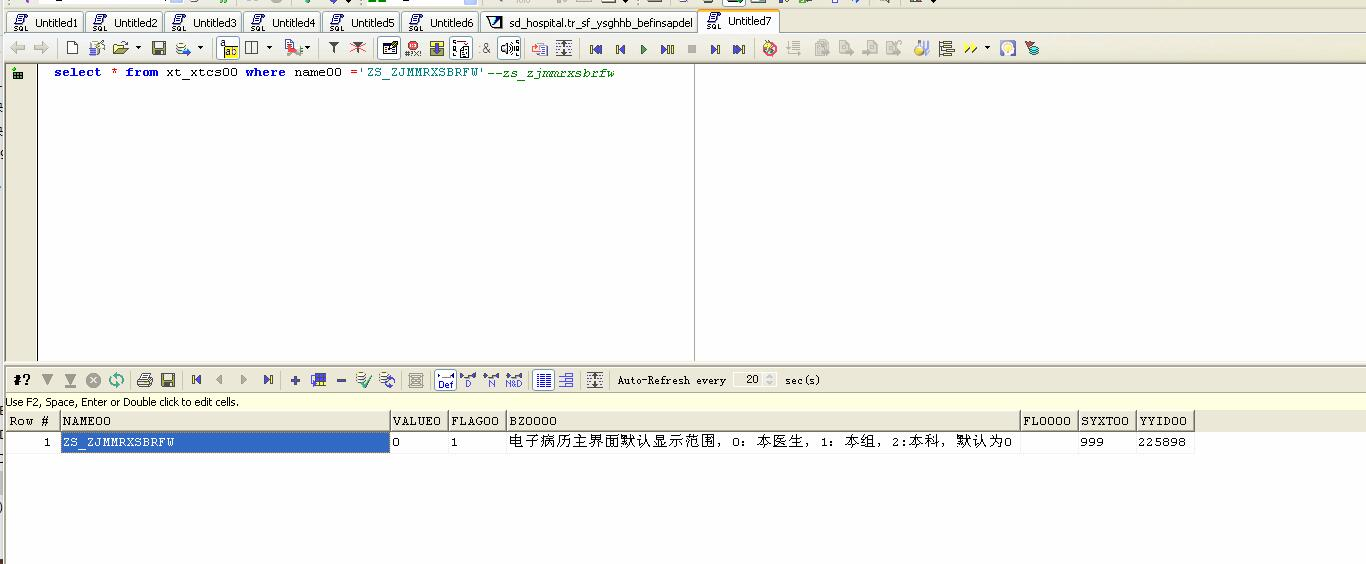 Untitled1 Untitled2 Untitled3 Untitled4 Untitled5 Untitled6 sd_hospital.tr_sf_ysghhb_befinsapdel Untitled7
select * from xt_xtcs00 where name00 ='ZS_ZJMMRXSBRFW'--zs_zjmmrxsbrfw
#? Def D N N&D Auto-Refresh every 20 sec(s)
Use F2, Space, Enter or Double click to edit cells.
Row # NAME00 VALUE0 FLAG00 BZ0000 FL0000 SYXT00 YYID00
1 ZS_ZJMMRXSBRFW 0 1 电子病历主界面默认显示范围，0：本医生，1：本组，2:本科，默认为0 999 225898